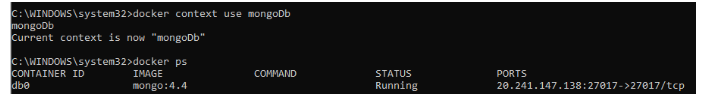 C:\WINDOWS\system32>docker context use mongoDb
mongoDb
Current context is now "mongoDb"
C:\WINDOWS\system32>docker ps
CONTAINER ID IMAGE COMMAND STATUS PORTS
db0 mongo:4.4 Running 20.241.147.138:27017->27017/tcp